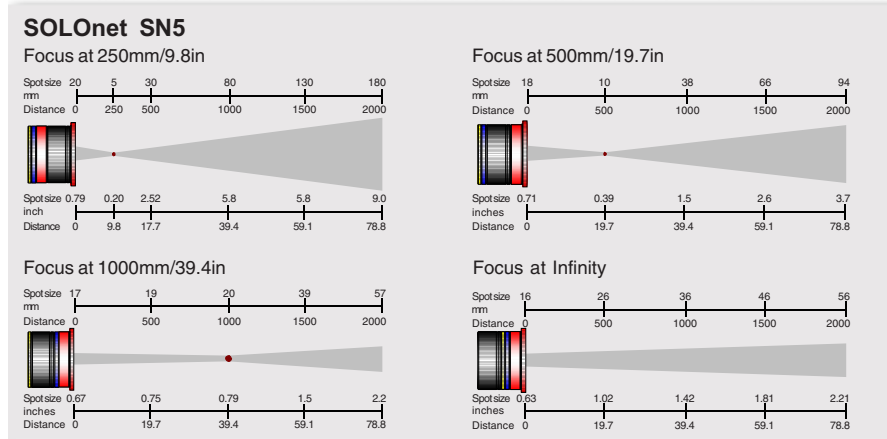 SOLOnet SN5
Focus at 250mm/9.8in
Spot size 20 5 30 80 130 180
mm
Distance 0 250 500 1000 1500 2000
Spot size 0.79 0.20 2.52 5.8 5.8 9.0
inch
Distance 0 9.8 17.7 39.4 59.1 78.8
Focus at 500mm/19.7in
Spot size 18 10 38 66 94
mm
Distance 0 500 1000 1500 2000
Spot size 0.71 0.39 1.5 2.6 3.7
inches
Distance 0 19.7 39.4 59.1 78.8
Focus at 1000mm/39.4in
Spot size 17 19 20 39 57
mm
Distance 0 500 1000 1500 2000
Spot size 0.67 0.75 0.79 1.5 2.2
inches
Distance 0 19.7 39.4 59.1 78.8
Focus at Infinity
Spot size 16 26 36 46 56
mm
Distance 0 500 1000 1500 2000
Spot size 0.63 1.02 1.42 1.81 2.21
inches
Distance 0 19.7 39.4 59.1 78.8